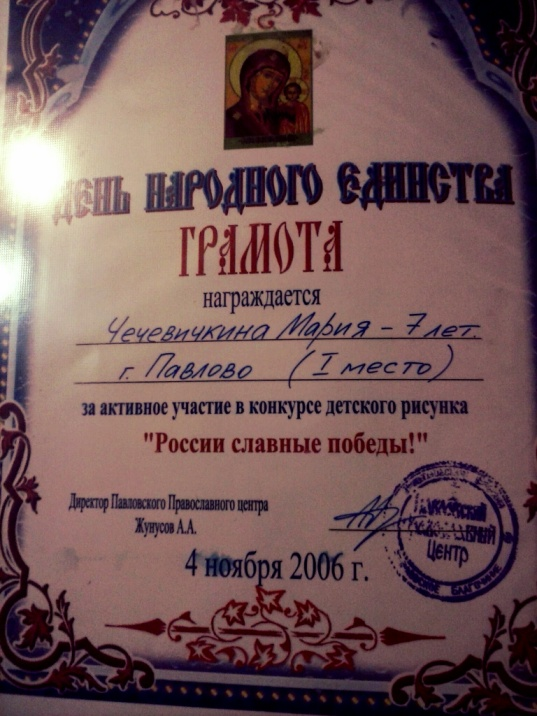 ДЕНЬ НАРОДНОГО ЕДИНСТВА
ГРАМОТА
награждается
Чечевичкина Мария – 7 лет.
г. Павлово (I место)
за активное участие в конкурсе детского рисунка
"России славные победы!"
Директор Павловского Православного центра
Жунусов А.А.
Центр
4 ноября 2006 г.